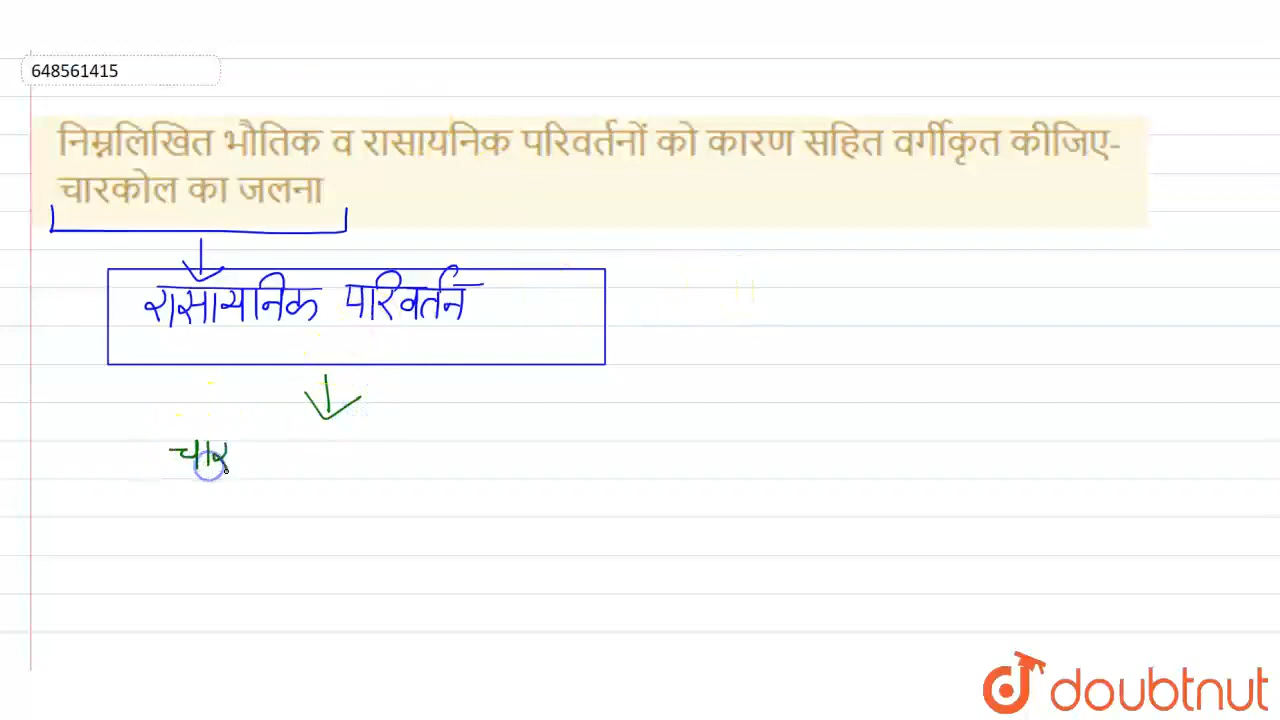 648561415
निम्नलिखित भौतिक व रासायनिक परिवर्तनों को कारण सहित वर्गीकृत कीजिए-
चारकोल का जलना
रासायनिक परिवर्तन
चार
doubtnut